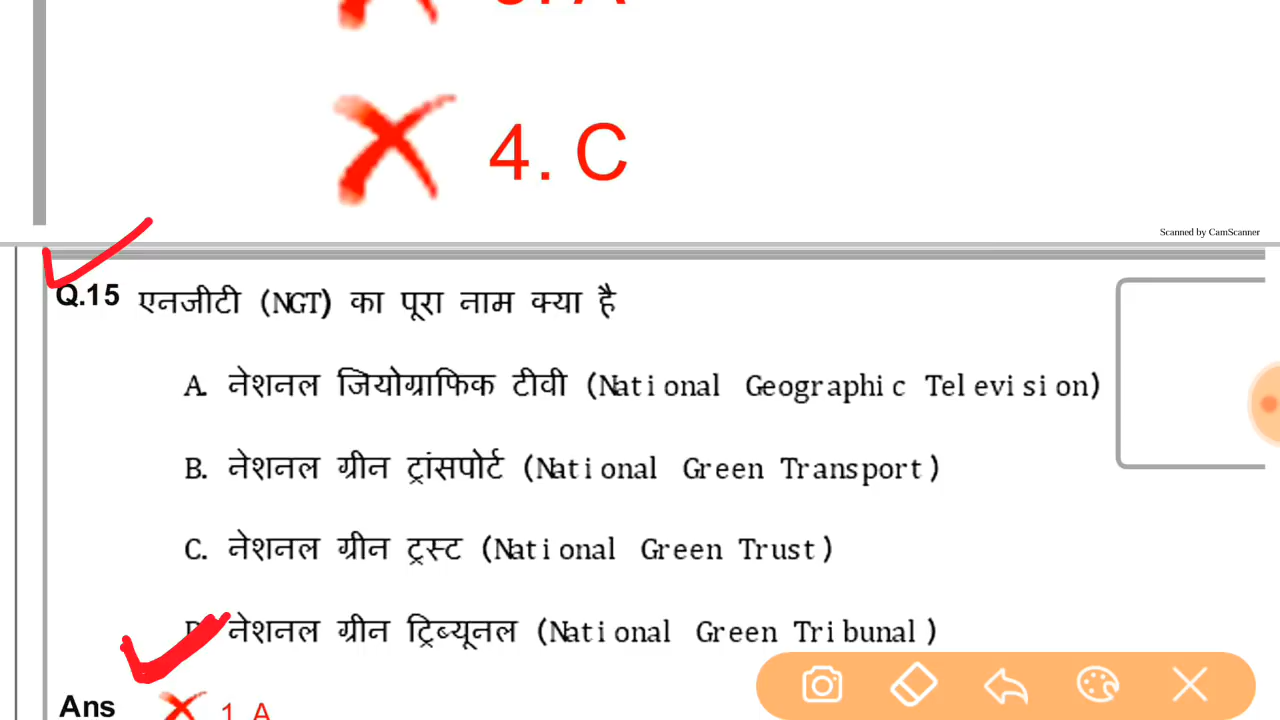 4. C
Scanned by CamScanner
Q.15 एनजीटी (NGT) का पूरा नाम क्या है
A. नेशनल जियोग्राफिक टीवी (National Geographic Television)
B. नेशनल ग्रीन ट्रांसपोर्ट (National Green Transport)
C. नेशनल ग्रीन ट्रस्ट (National Green Trust)
नेशनल ग्रीन ट्रिब्यूनल (National Green Tribunal)
Ans 1. A